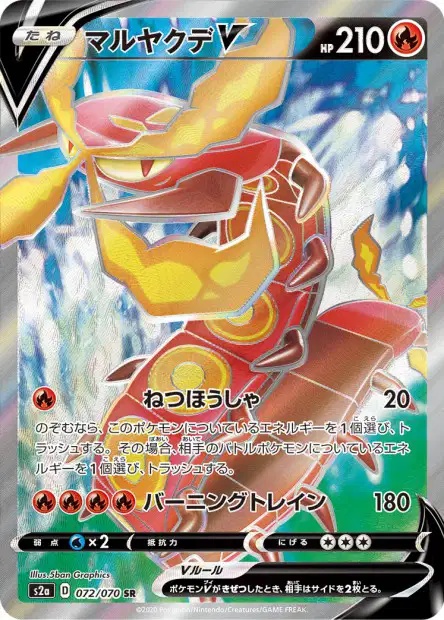 たね マルヤクデV HP210
ねつほうしゃ 20
のぞむなら、このポケモンについているエネルギーを1個選び、ト
ラッシュする。その場合、相手のバトルポケモンについているエネ
ルギーを1個選び、トラッシュする。
バーニングトレイン 180
弱点 ×2 抵抗力 にげる
Illus.5ban Graphics
Vルール
s2a D 072/070 SR
ポケモンVがきぜつしたとき、相手はサイドを2枚とる。
©2020 Pokémon/Nintendo/Creatures/GAME FREAK.